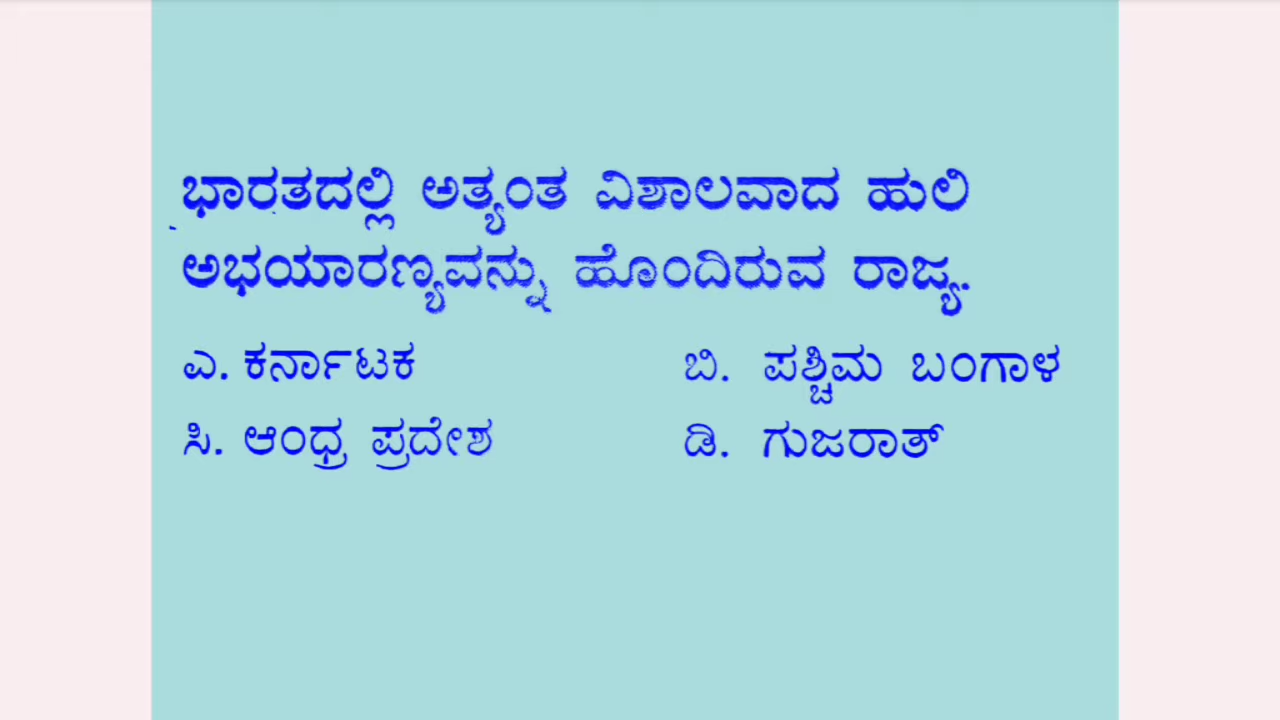 ಭಾರತದಲ್ಲಿ ಅತ್ಯಂತ ವಿಶಾಲವಾದ ಹುಲಿ
ಅಭಯಾರಣ್ಯವನ್ನು ಹೊಂದಿರುವ ರಾಜ್ಯ.
ಎ. ಕರ್ನಾಟಕ ಬಿ. ಪಶ್ಚಿಮ ಬಂಗಾಳ
ಸಿ. ಆಂಧ್ರ ಪ್ರದೇಶ ಡಿ. ಗುಜರಾತ್